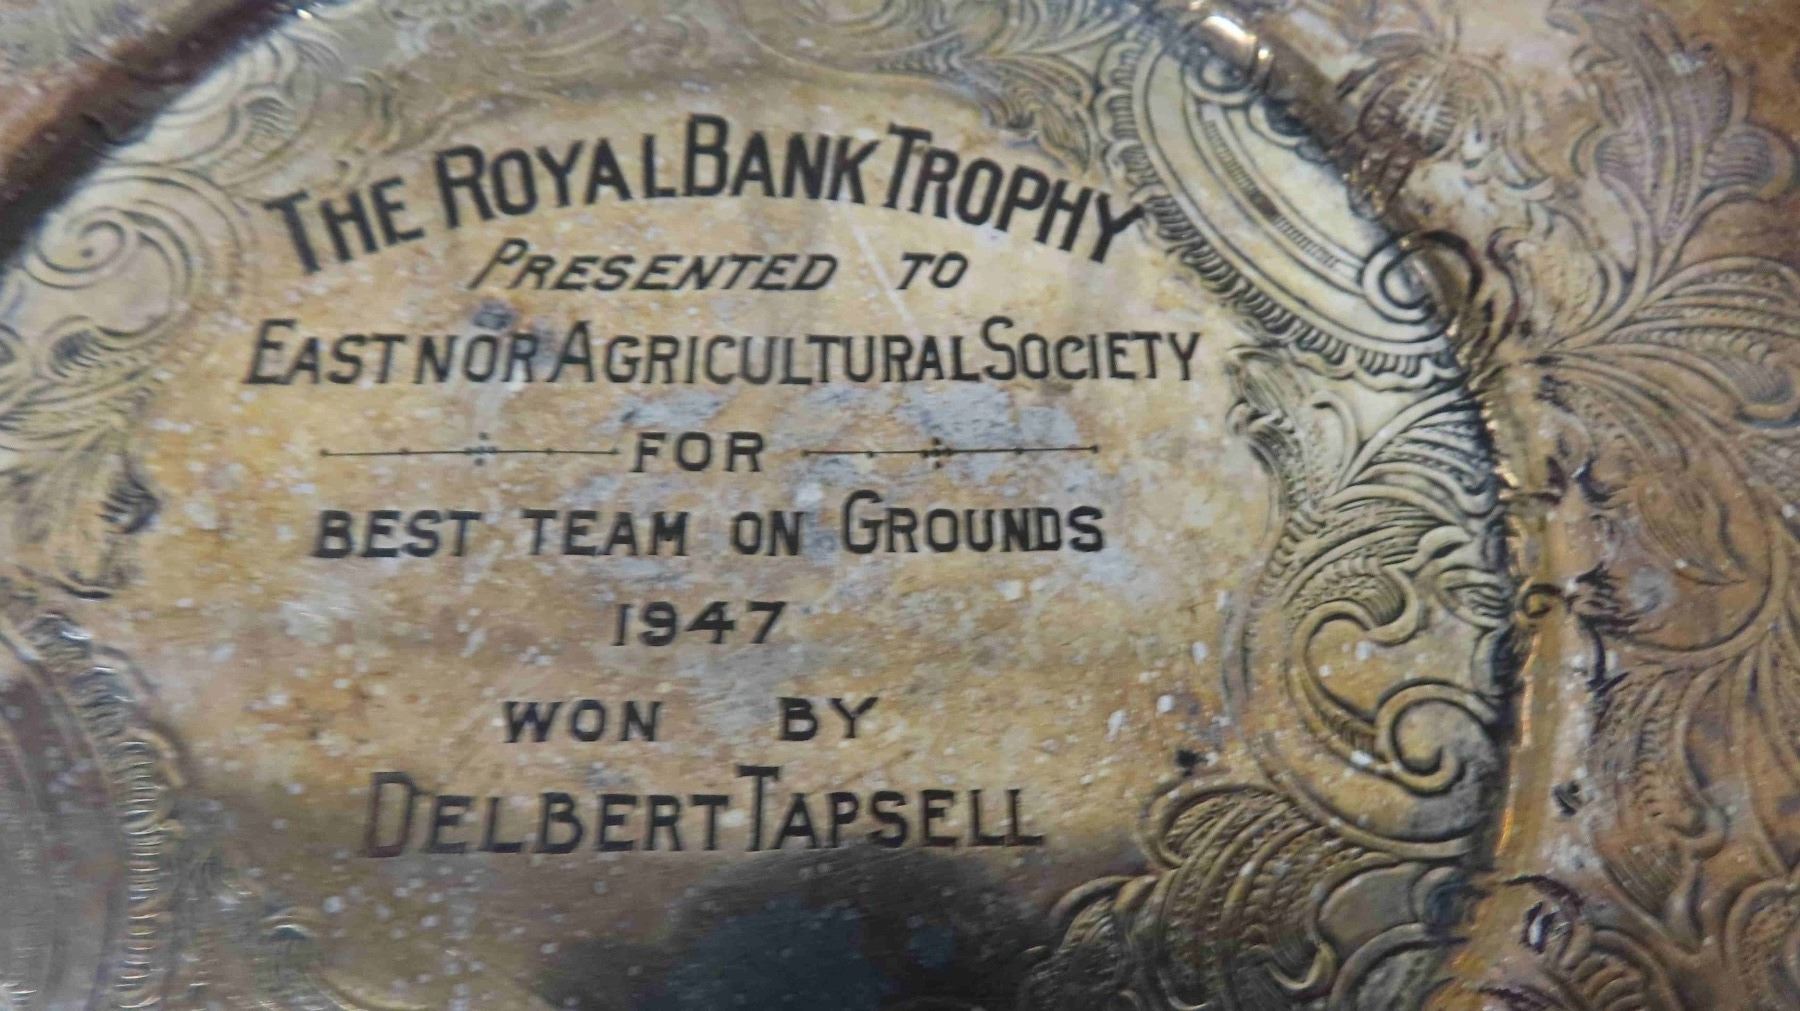 THE ROYAL BANK TROPHY
PRESENTED TO
EASTNOR AGRICULTURAL SOCIETY
FOR
BEST TEAM ON GROUNDS
1947
WON BY
DELBERT TAPSELL